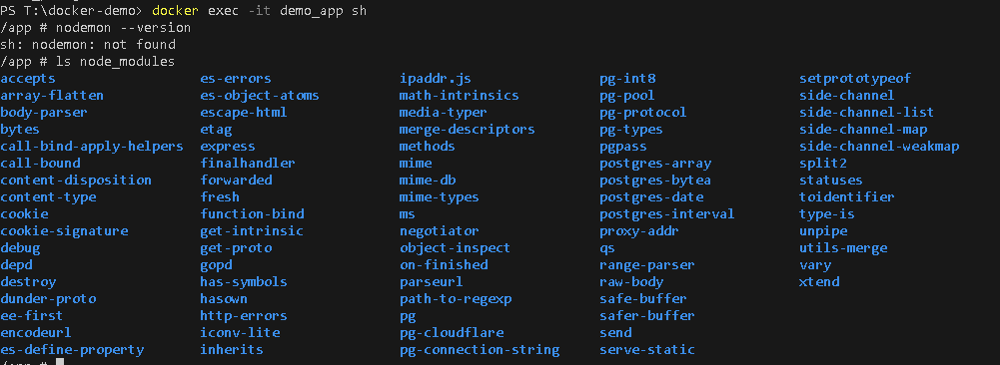 PS T:\docker-demo> docker exec -it demo_app sh
/app # nodemon --version
sh: nodemon: not found
/app # ls node_modules
accepts es-errors ipaddr.js pg-int8 setprototypeof
array-flatten es-object-atoms math-intrinsics pg-pool side-channel
body-parser escape-html media-typer pg-protocol side-channel-list
bytes etag merge-descriptors pg-types side-channel-map
call-bind-apply-helpers express methods pgpass side-channel-weakmap
call-bound finalhandler mime postgres-array split2
content-disposition forwarded mime-db postgres-bytea statuses
content-type fresh mime-types postgres-date toidentifier
cookie function-bind ms postgres-interval type-is
cookie-signature get-intrinsic negotiator proxy-addr unpipe
debug get-proto object-inspect qs utils-merge
depd gopd on-finished range-parser vary
destroy has-symbols parseurl raw-body xtend
dunder-proto hasown path-to-regexp safe-buffer
ee-first http-errors pg safer-buffer
encodeurl iconv-lite pg-cloudflare send
es-define-property inherits pg-connection-string serve-static
/app #